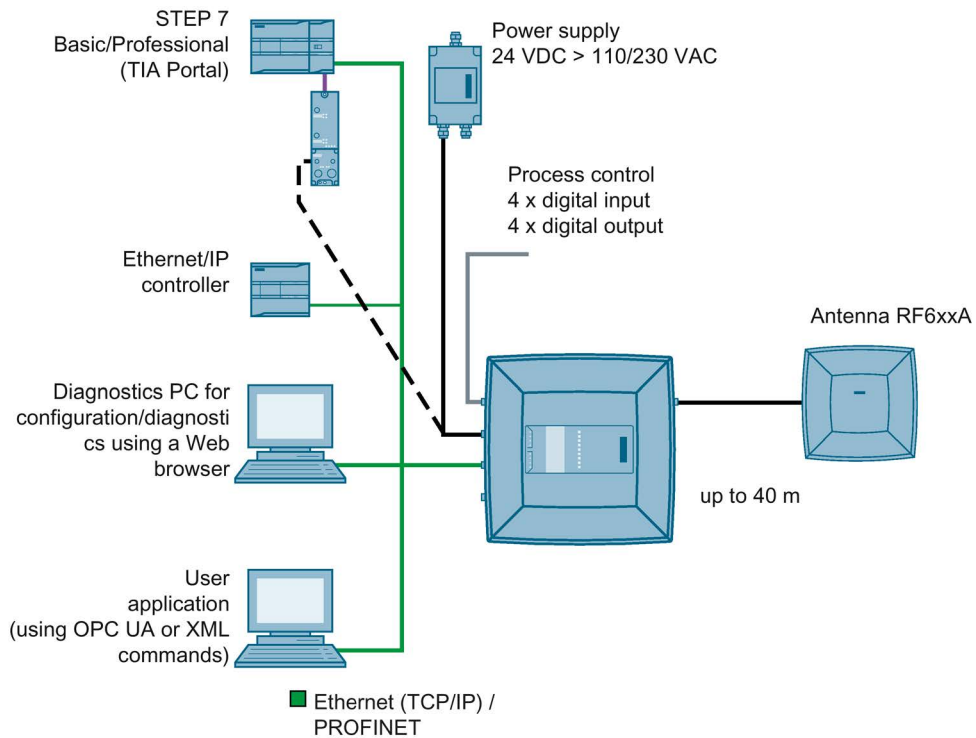 STEP 7
Basic/Professional
(TIA Portal)
Power supply
24 VDC > 110/230 VAC
Process control
4 x digital input
4 x digital output
Ethernet/IP
controller
Antenna RF6xxA
Diagnostics PC for
configuration/diagnosti
cs using a Web
browser
up to 40 m
User
application
(using OPC UA or XML
commands)
Ethernet (TCP/IP) /
PROFINET